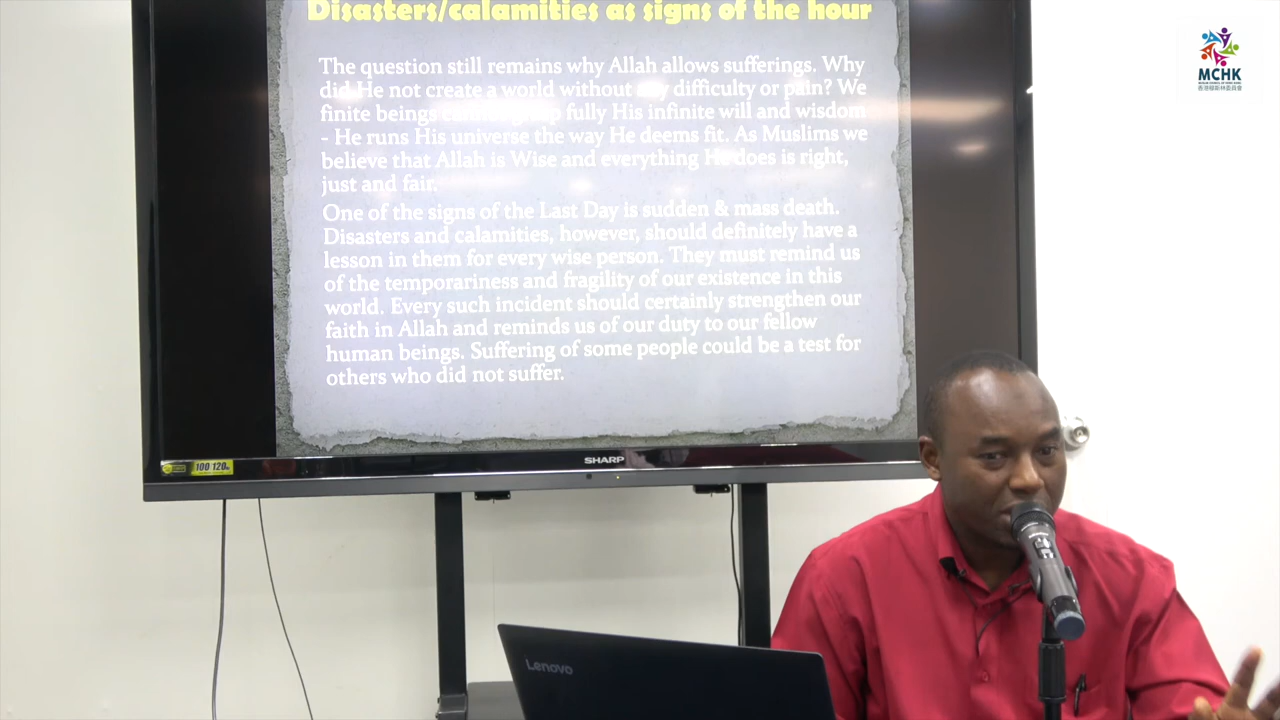 Disasters/calamities as signs of the hour
The question still remains why Allah allows sufferings. Why
did He not create a world without difficulty or pain? We
finite beings fully His infinite will and wisdom
- He runs His universe the way He deems fit. As Muslims we
believe that Allah is Wise and everything He does is right,
just and fair.
One of the signs of the Last Day is sudden & mass death.
Disasters and calamities, however, should definitely have a
lesson in them for every wise person. They must remind us
of the temporariness and fragility of our existence in this
world. Every such incident should certainly strengthen our
faith in Allah and reminds us of our duty to our fellow
human beings. Suffering of some people could be a test for
others who did not suffer.
MCHK
SHARP
100 120
Lenovo